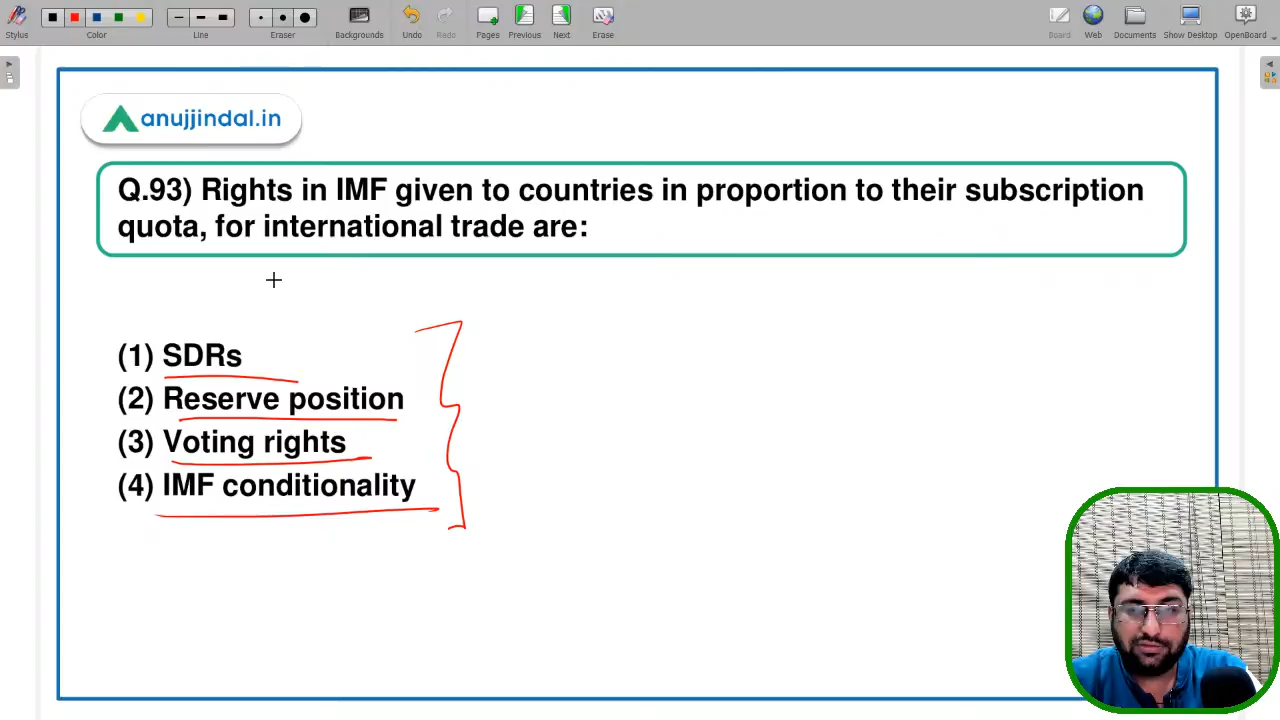 Stylus
Color
Line
Eraser
Backgrounds
Undo
Redo
Pages
Previous
Next
Erase
Board
Web
Documents
Show Desktop
OpenBoard
anujjindal.in
Q.93) Rights in IMF given to countries in proportion to their subscription
quota, for international trade are:
(1) SDRs
(2) Reserve position
(3) Voting rights
(4) IMF conditionality